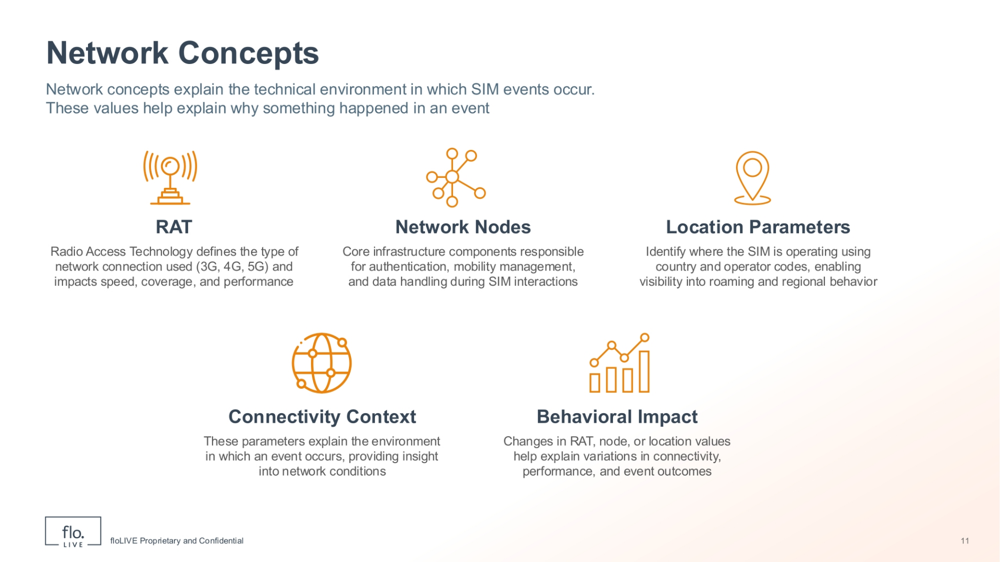 Network Concepts
Network concepts explain the technical environment in which SIM events occur.
These values help explain why something happened in an event
RAT
Radio Access Technology defines the type of
network connection used (3G, 4G, 5G) and
impacts speed, coverage, and performance
Network Nodes
Core infrastructure components responsible
for authentication, mobility management,
and data handling during SIM interactions
Location Parameters
Identify where the SIM is operating using
country and operator codes, enabling
visibility into roaming and regional behavior
Connectivity Context
These parameters explain the environment
in which an event occurs, providing insight
into network conditions
Behavioral Impact
Changes in RAT, node, or location values
help explain variations in connectivity,
performance, and event outcomes
flo.
LIVE
floLIVE Proprietary and Confidential
11